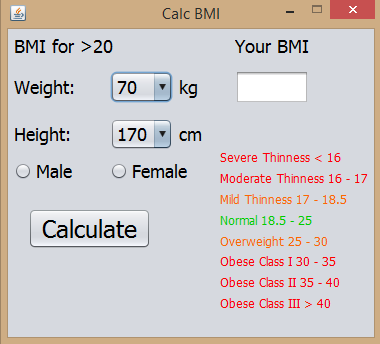 Calc BMI
BMI for >20
Your BMI
Weight: 70 kg
Height: 170 cm
Male Female
Calculate
Severe Thinness < 16
Moderate Thinness 16 - 17
Mild Thinness 17 - 18.5
Normal 18.5 - 25
Overweight 25 - 30
Obese Class I 30 - 35
Obese Class II 35 - 40
Obese Class III > 40